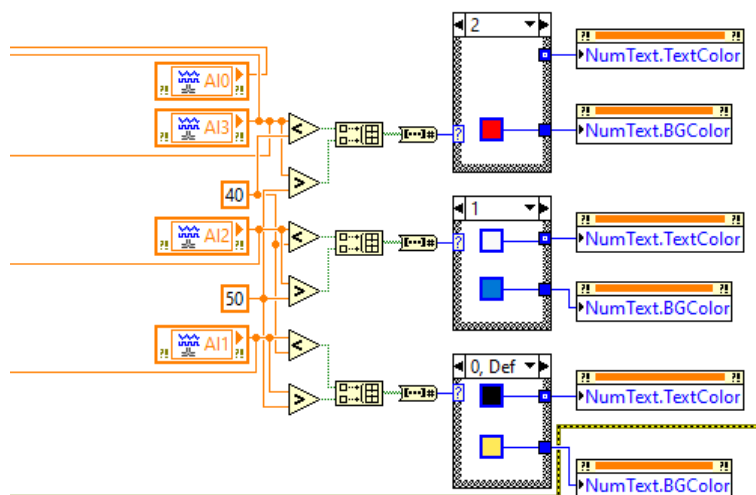 2
NumText.TextColor
AI0
AI3
NumText.BGColor
40
1
AI2
NumText.TextColor
50
NumText.BGColor
AI1
0, Def
NumText.TextColor
NumText.BGColor